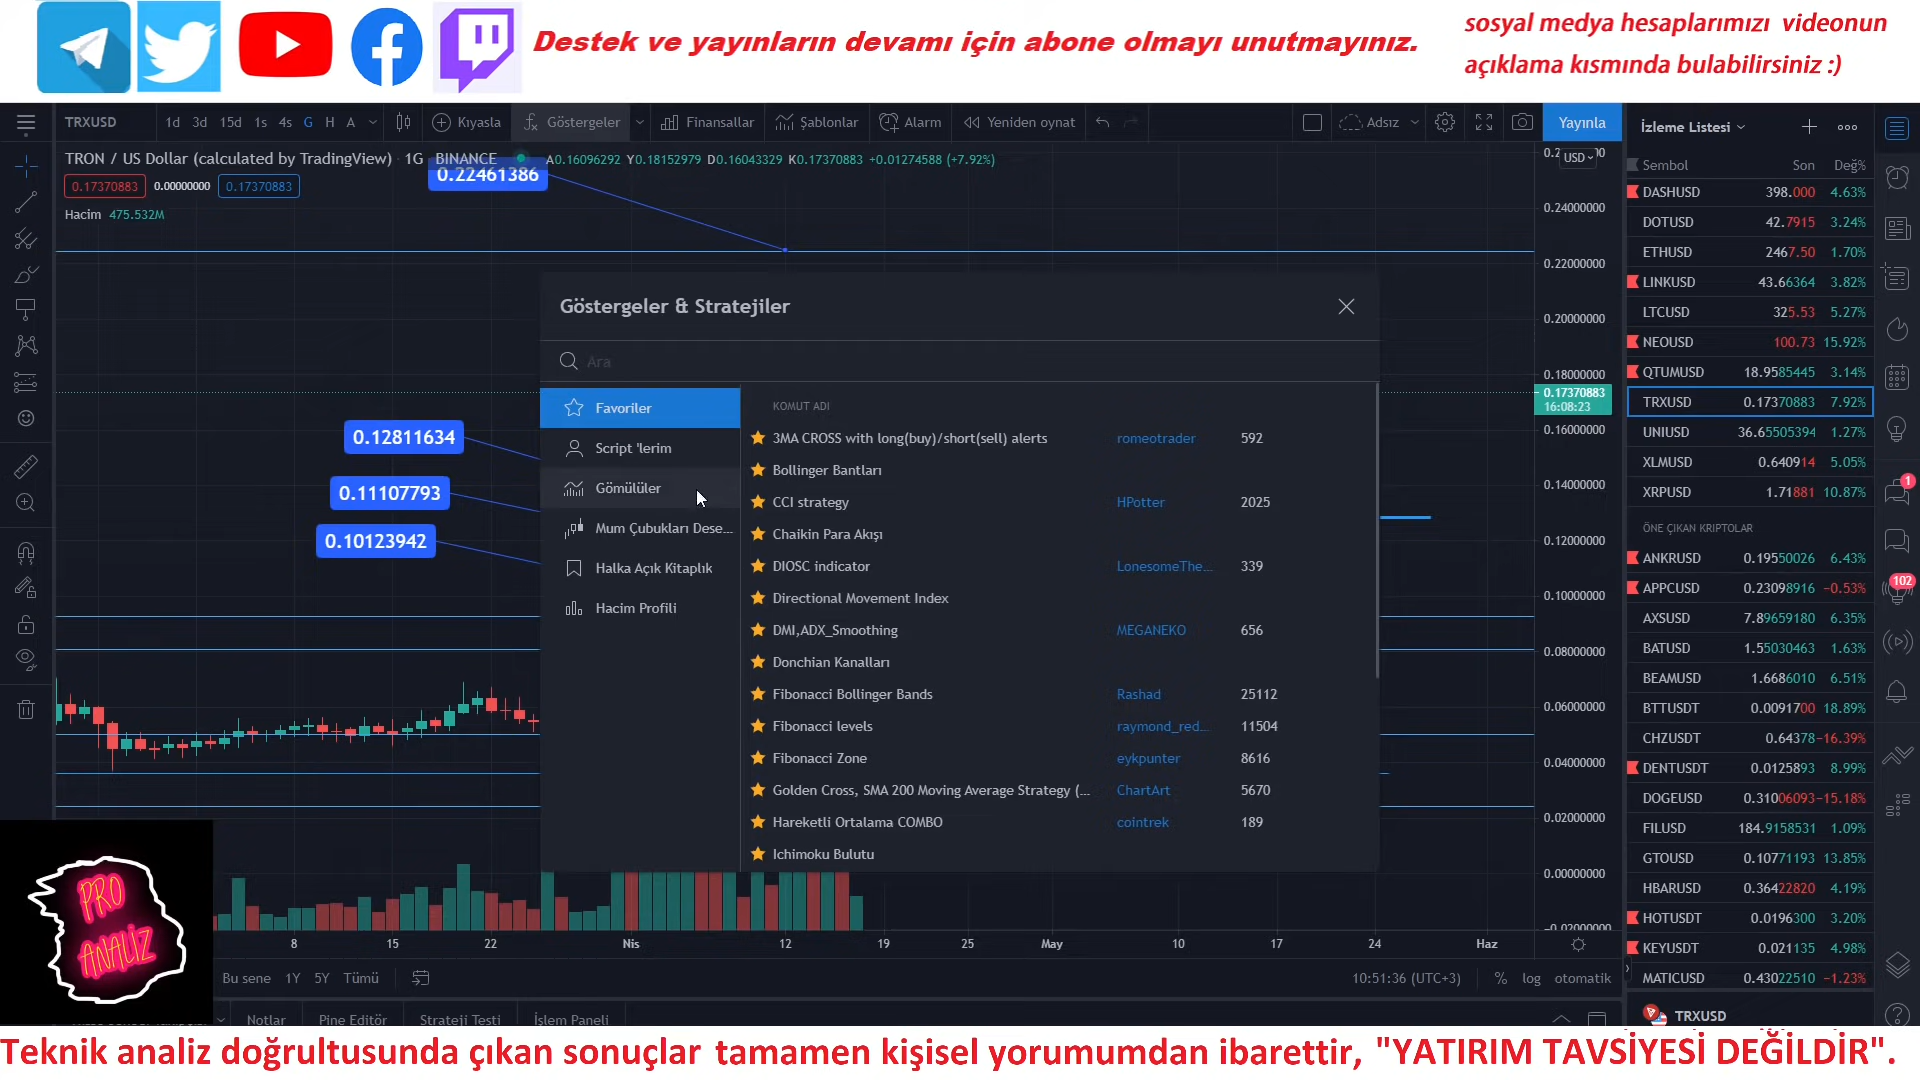 Destek ve yayınların devamı için abone olmayı unutmayınız.
sosyal medya hesaplarımızı videonun
açıklama kısmında bulabilirsiniz :)
TRXUSD 1d 3d 15d 1s 4s G H A Kıyasla Göstergeler Finansallar Şablonlar Alarm Yeniden oynat Adsız Yayınla
TRON / US Dollar (calculated by TradingView) 1G BINANCE A0.16096292 Y0.18152979 D0.16043329 K0.17370883 +0.01274588 (+7.92%)
0.17370883 0.00000000 0.17370883
Hacim 475.532M
0.22461386
0.12811634
0.11107793
0.10123942
Göstergeler & Stratejiler
Ara
Favoriler
Script 'lerim
Gömülüler
Mum Çubukları Dese...
Halka Açık Kitaplık
Hacim Profili
KOMUT ADI
3MA CROSS with long(buy)/short(sell) alerts romeotrader 592
Bollinger Bantları
CCI strategy HPotter 2025
Chaikin Para Akışı
DIOSC indicator LonesomeThe... 339
Directional Movement Index
DMI,ADX_Smoothing MEGANEKO 656
Donchian Kanalları
Fibonacci Bollinger Bands Rashad 25112
Fibonacci levels raymond_red... 11504
Fibonacci Zone eykpunter 8616
Golden Cross, SMA 200 Moving Average Strategy (... ChartArt 5670
Hareketli Ortalama COMBO cointrek 189
Ichimoku Bulutu
USD
0.24000000
0.22000000
0.20000000
0.18000000
0.17370883
16:08:23
0.16000000
0.14000000
0.12000000
0.10000000
0.08000000
0.06000000
0.04000000
0.02000000
0.00000000
-0.02000000
8 15 22 Nis 12 19 25 May 10 17 24 Haz
Bu sene 1Y 5Y Tümü 10:51:36 (UTC+3) % log otomatik
Notlar Pine Editör Strateji Testi İşlem Paneli
İzleme Listesi
Sembol Son Değ%
DASHUSD 398.000 4.63%
DOTUSD 42.7915 3.24%
ETHUSD 2467.50 1.70%
LINKUSD 43.66364 3.82%
LTCUSD 325.53 5.27%
NEOUSD 100.73 15.92%
QTUMUSD 18.9585445 3.14%
TRXUSD 0.17370883 7.92%
UNIUSD 36.65505394 1.27%
XLMUSD 0.640914 5.05%
XRPUSD 1.71881 10.87%
ÖNE ÇIKAN KRIPTOLAR
ANKRUSD 0.19550026 6.43%
APPCUSD 0.23098916 −0.53%
AXSUSD 7.89659180 6.35%
BATUSD 1.55030463 1.63%
BEAMUSD 1.6686010 6.51%
BTTUSDT 0.0091700 18.89%
CHZUSDT 0.64378 −16.39%
DENTUSDT 0.0125893 8.99%
DOGEUSD 0.31006093 −15.18%
FILUSD 184.9158531 1.09%
GTOUSD 0.10771193 13.85%
HBARUSD 0.36422820 4.19%
HOTUSDT 0.0196300 3.20%
KEYUSDT 0.021135 4.98%
MATICUSD 0.43022510 −1.23%
TRXUSD
1
102
PRO
ANALİZ
Teknik analiz doğrultusunda çıkan sonuçlar tamamen kişisel yorumumdan ibarettir, "YATIRIM TAVSİYESİ DEĞİLDİR".